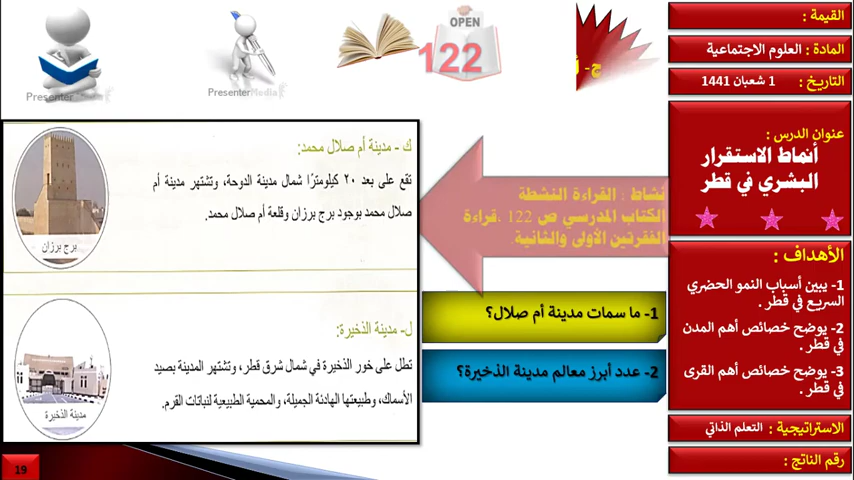 القيمة :
المادة : العلوم الاجتماعية
التاريخ : 1 شعبان 1441
عنوان الدرس :
أنماط الاستقرار
البشري في قطر
الأهداف :
1- يبين أسباب النمو الحضري
السريع في قطر .
2- يوضح خصائص أهم المدن
في قطر .
3- يوضح خصائص أهم القرى
في قطر .
الاستراتيجية : التعلم الذاتي
رقم الناتج :
OPEN
122
نشاط : القراءة النشطة
الكتاب المدرسي ص 122 .قراءة
الفقرتين الأولى والثانية.
1- ما سمات مدينة أم صلال؟
2- عدد أبرز معالم مدينة الذخيرة؟
ك - مدينة أم صلال محمد:
تقع على بعد ٢٠ كيلومترًا شمال مدينة الدوحة، وتشتهر مدينة أم
صلال محمد بوجود برج برزان وقلعة أم صلال محمد.
برج برزان
ل- مدينة الذخيرة:
تطل على خور الذخيرة في شمال شرق قطر، وتشتهر المدينة بصيد
الأسماك، وطبيعتها الهادئة الجميلة، والمحمية الطبيعية لنباتات القرم.
مدينة الذخيرة
Presenter
PresenterMedia
19